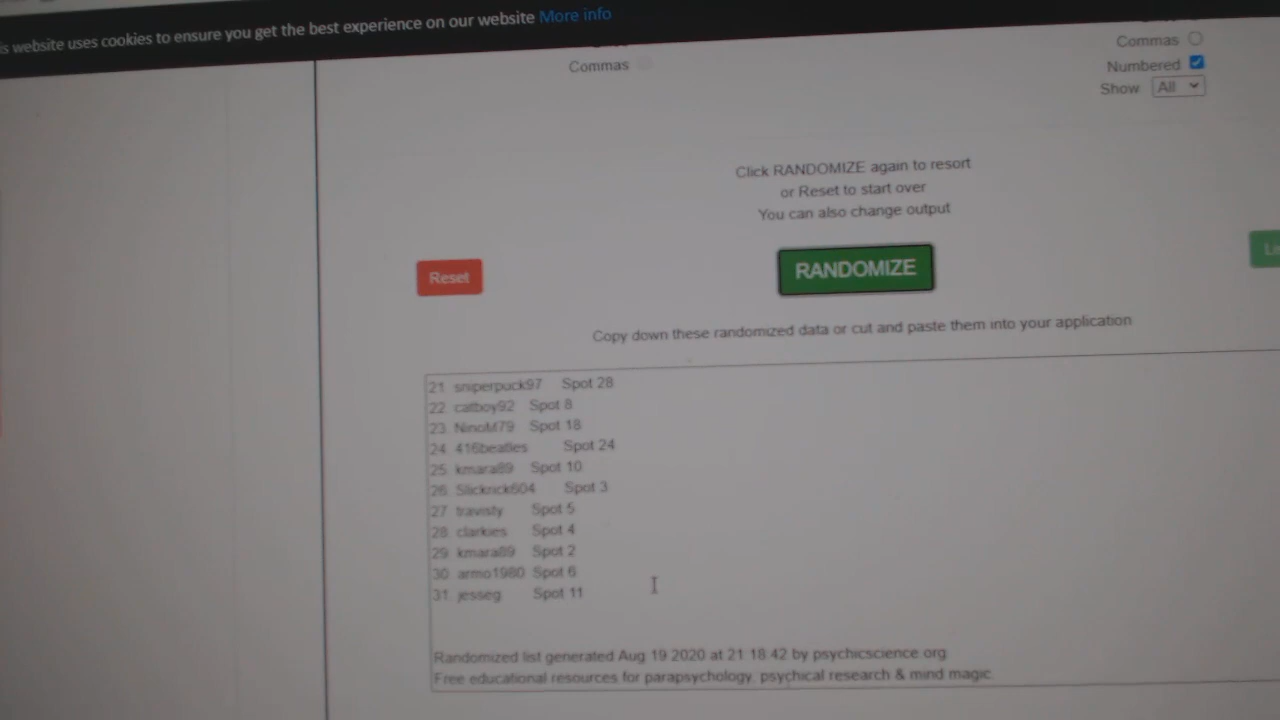 is website uses cookies to ensure you get the best experience on our website More info
Commas
Commas
Numbered
Show All
Click RANDOMIZE again to resort
or Reset to start over
You can also change output
Reset
RANDOMIZE
Copy down these randomized data or cut and paste them into your application
21 sniperpuck97 Spot 28
22 catboy92 Spot 8
23 NinoM79 Spot 18
24 416beatles Spot 24
25 kmara89 Spot 10
26 Slickrick604 Spot 3
27 travisty Spot 5
28 clarkies Spot 4
29 kmara89 Spot 2
30 armo1980 Spot 6
31 jesseg Spot 11
Randomized list generated Aug 19 2020 at 21:18:42 by psychicscience.org
Free educational resources for parapsychology, psychical research & mind magic.